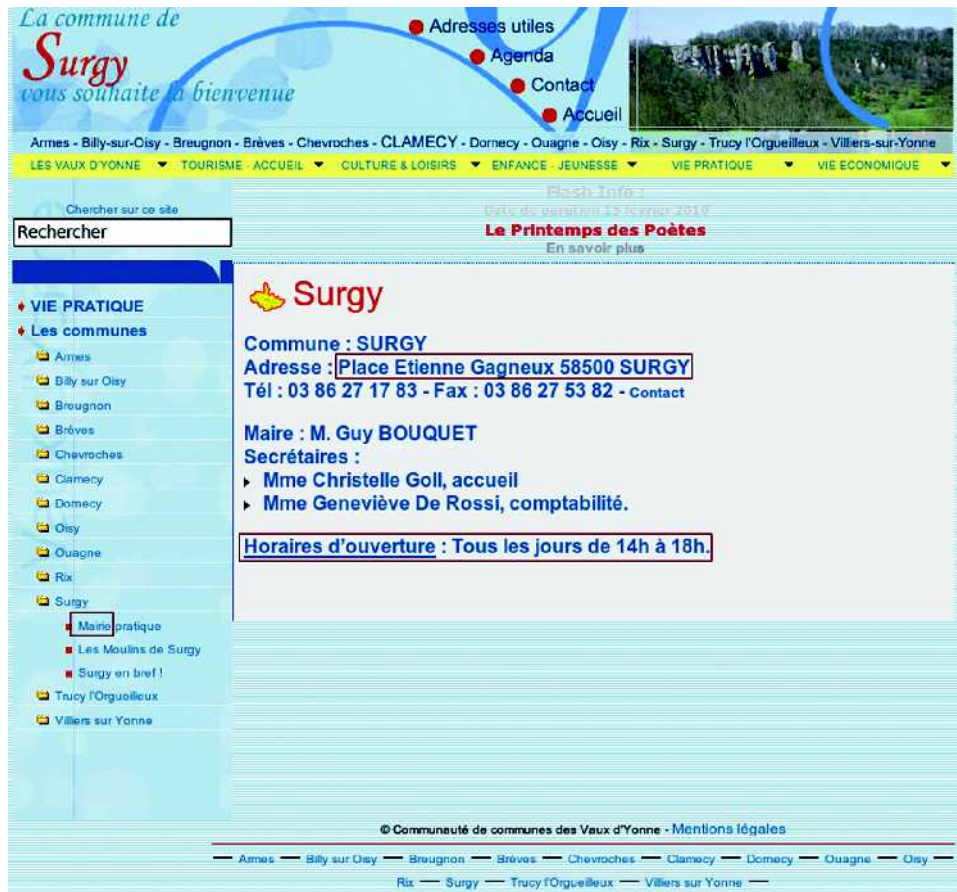 La commune de
Surgy
vous souhaite la bienvenue
Adresses utiles
Agenda
Contact
Accueil
Armes - Billy-sur-Oisy - Breugnon - Brèves - Chevroches - CLAMECY - Dornecy - Ouagne - Oisy - Rix - Surgy - Trucy l'Orgueilleux - Villiers-sur-Yonne
LES VAUX D'YONNE TOURISME - ACCUEIL CULTURE & LOISIRS ENFANCE - JEUNESSE VIE PRATIQUE VIE ECONOMIQUE
Flash Info :
Date de parution 15 février 2010
Le Printemps des Poètes
En savoir plus
Chercher sur ce site
Rechercher
VIE PRATIQUE
Les communes
Armes
Billy sur Oisy
Breugnon
Brèves
Chevroches
Clamecy
Dornecy
Oisy
Ouagne
Rix
Surgy
Mairie pratique
Les Moulins de Surgy
Surgy en bref !
Trucy l'Orgueilleux
Villiers sur Yonne
Surgy
Commune : SURGY
Adresse : Place Etienne Gagneux 58500 SURGY
Tél : 03 86 27 17 83 - Fax : 03 86 27 53 82 - Contact
Maire : M. Guy BOUQUET
Secrétaires :
Mme Christelle Goll, accueil
Mme Geneviève De Rossi, comptabilité.
Horaires d'ouverture : Tous les jours de 14h à 18h.
© Communauté de communes des Vaux d'Yonne - Mentions légales
— Armes — Billy sur Oisy — Breugnon — Brèves — Chevroches — Clamecy — Dornecy — Ouagne — Oisy —
Rix — Surgy — Trucy l'Orgueilleux — Villiers sur Yonne —